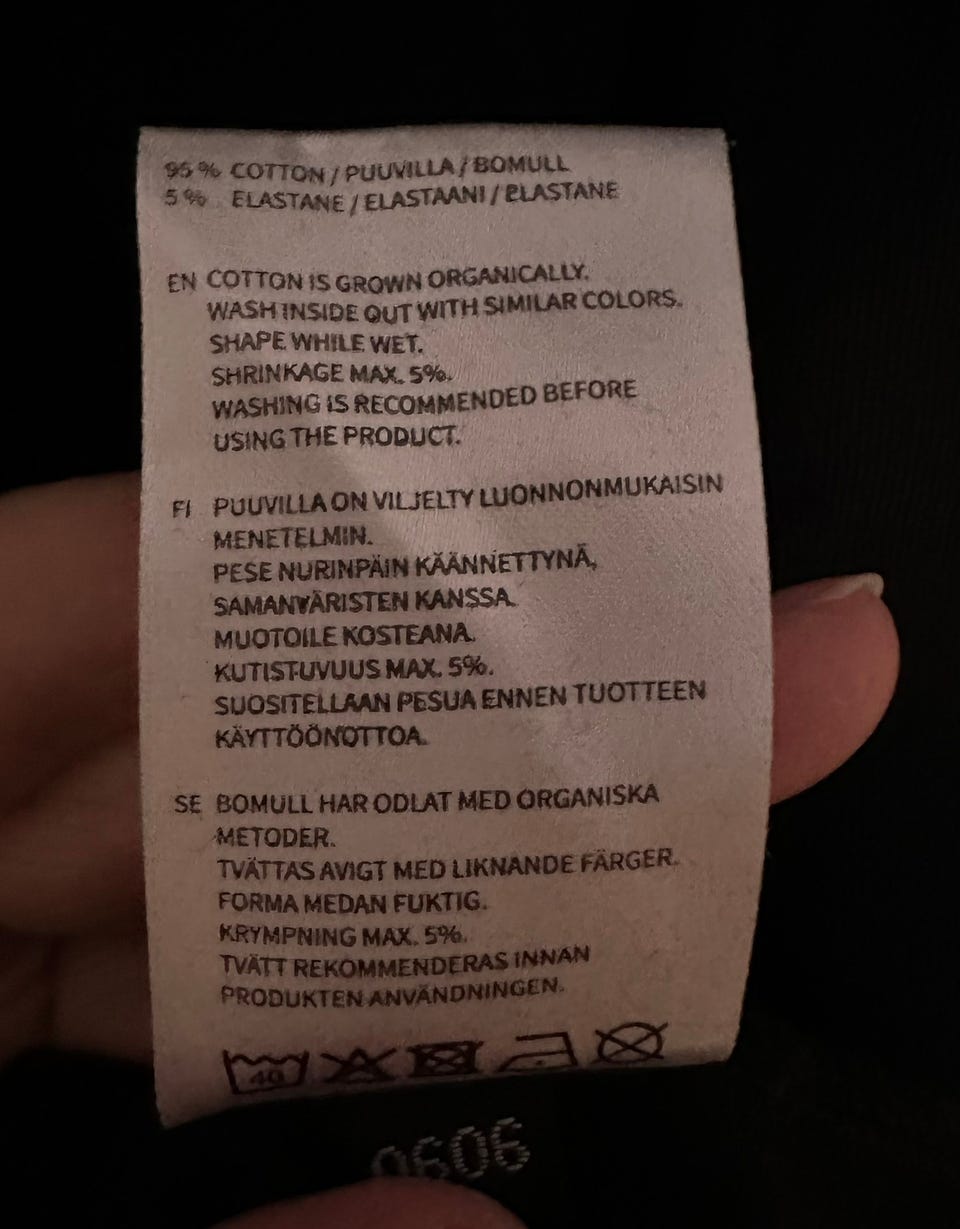 95 % COTTON / PUUVILLA / BOMULL
5 % ELASTANE / ELASTAANI / ELASTANE
EN COTTON IS GROWN ORGANICALLY.
WASH INSIDE OUT WITH SIMILAR COLORS.
SHAPE WHILE WET.
SHRINKAGE MAX. 5%.
WASHING IS RECOMMENDED BEFORE
USING THE PRODUCT.
FI PUUVILLA ON VILJELTY LUONNONMUKAISIN
MENETELMIN.
PESE NURINPÄIN KÄÄNNETTYNÄ,
SAMANVÄRISTEN KANSSA.
MUOTOILE KOSTEANA.
KUTISTUVUUS MAX. 5%.
SUOSITELLAAN PESUA ENNEN TUOTTEEN
KÄYTTÖÖNOTTOA.
SE BOMULL HAR ODLAT MED ORGANISKA
METODER.
TVÄTTAS AVIGT MED LIKNANDE FÄRGER.
FORMA MEDAN FUKTIG.
KRYMPNING MAX. 5%.
TVÄTT REKOMMENDERAS INNAN
PRODUKTEN ANVÄNDNINGEN.
40
0606